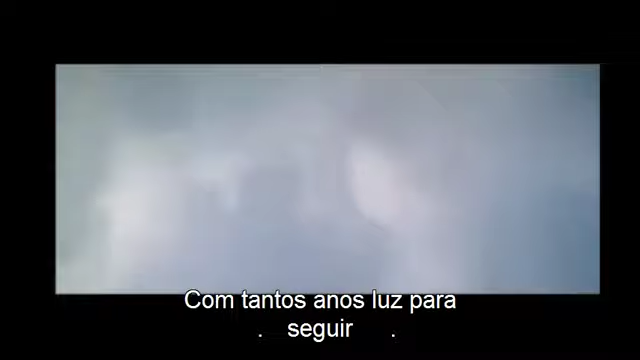 Com tantos anos luz para
. seguir .